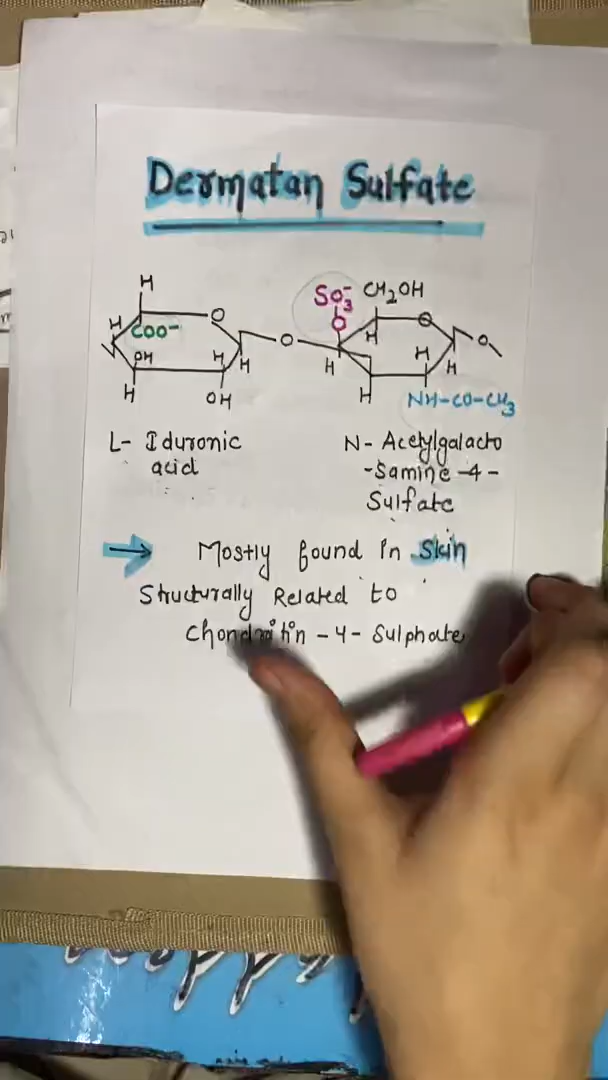 Dermatan Sulfate
H
SO3- CH2OH
H COO- O O O
OH H H O H H O
H H H H
OH NH-CO-CH3
L- Iduronic
acid
N- Acetylgalacto
-Samine-4-
Sulfate
→ Mostly found in Skin
Structurally Related to
Chondroitin-4-Sulphate